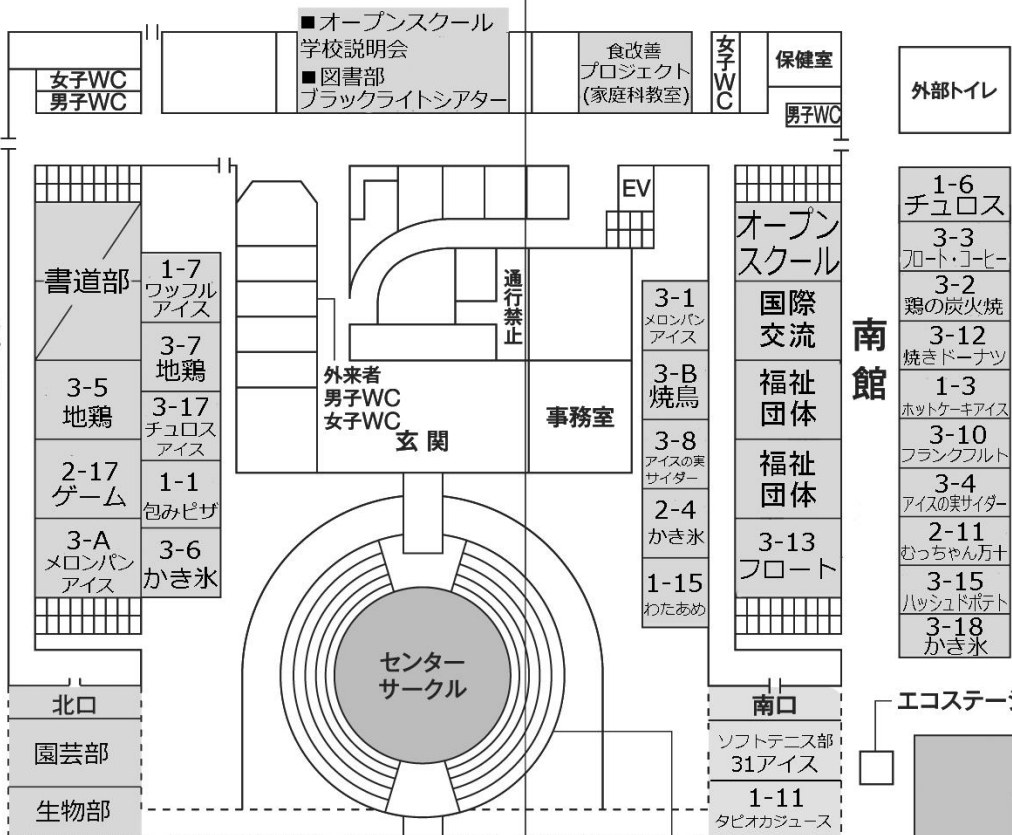 ■オープンスクール
学校説明会
■図書部
ブラックライトシアター
食改善
プロジェクト
(家庭科教室)
女子WC
保健室
男子WC
女子WC
男子WC
外部トイレ
EV
通行禁止
外来者
男子WC
女子WC
玄関
事務室
書道部
3-5
地鶏
2-17
ゲーム
3-A
メロンパン
アイス
1-7
ワッフル
アイス
3-7
地鶏
3-17
チュロス
アイス
1-1
包みピザ
3-6
かき氷
3-1
メロンパン
アイス
3-B
焼鳥
3-8
アイスの実
サイダー
2-4
かき氷
1-15
わたあめ
オープン
スクール
国際
交流
福祉
団体
福祉
団体
3-13
フロート
南館
1-6
チュロス
3-3
フロート・コーヒー
3-2
鶏の炭火焼
3-12
焼きドーナツ
1-3
ホットケーキアイス
3-10
フランクフルト
3-4
アイスの実サイダー
2-11
むっちゃん万十
3-15
ハッシュドポテト
3-18
かき氷
センター
サークル
北口
園芸部
生物部
南口
ソフトテニス部
31アイス
1-11
タピオカジュース
エコステー